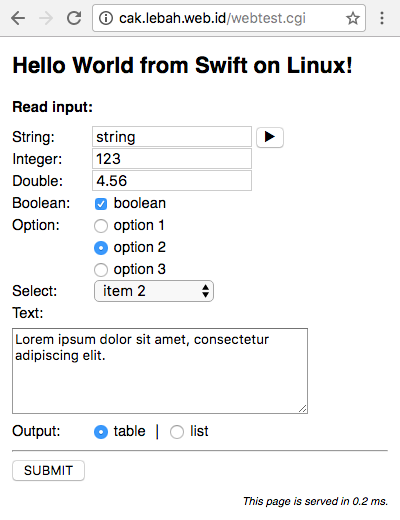 cak.lebah.web.id/webtest.cgi
Hello World from Swift on Linux!
Read input:
String: string
Integer: 123
Double: 4.56
Boolean: boolean
Option: option 1
option 2
option 3
Select: item 2
Text:
Lorem ipsum dolor sit amet, consectetur
adipiscing elit.
Output: table | list
SUBMIT
This page is served in 0.2 ms.